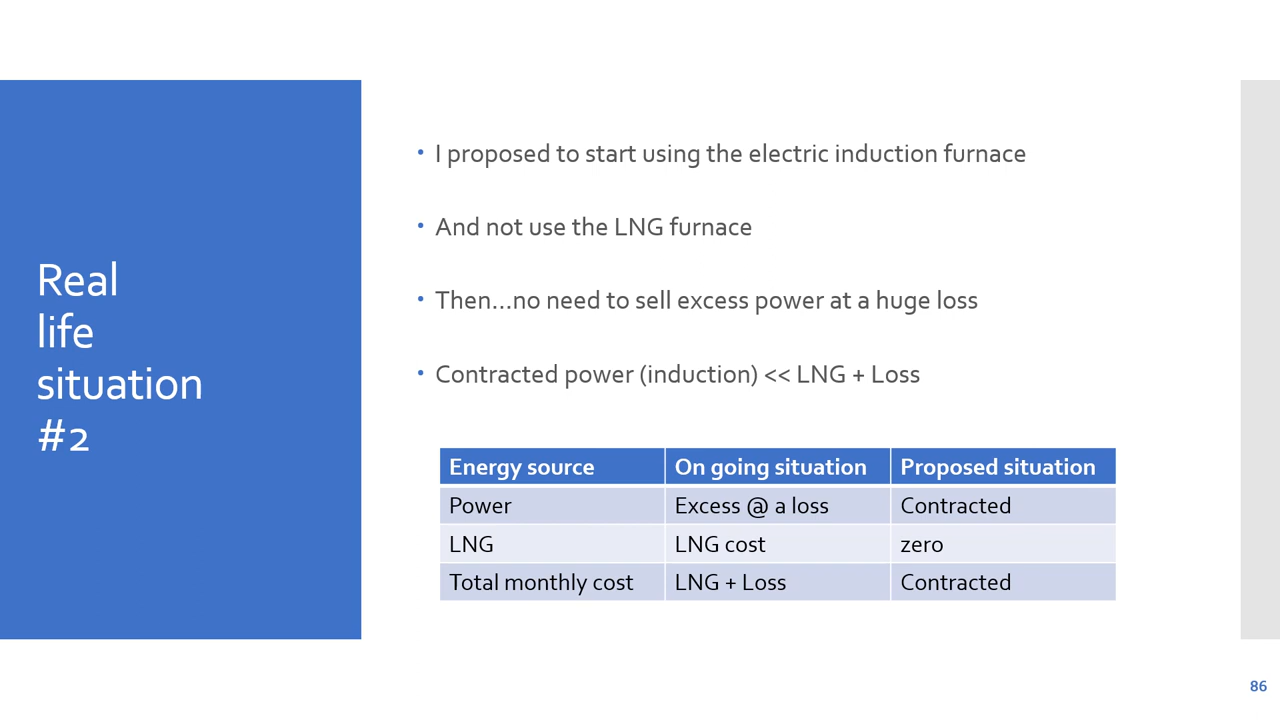 Real
life
situation
#2
• I proposed to start using the electric induction furnace
• And not use the LNG furnace
• Then...no need to sell excess power at a huge loss
• Contracted power (induction) << LNG + Loss
Energy source On going situation Proposed situation
Power Excess @ a loss Contracted
LNG LNG cost zero
Total monthly cost LNG + Loss Contracted
86